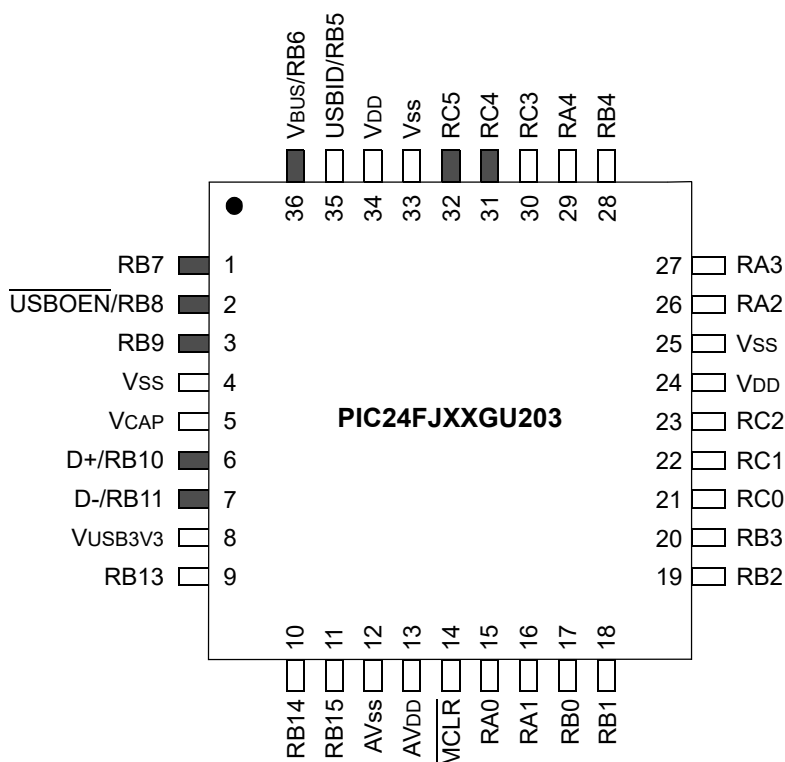 VBUS/RB6
USBID/RB5
VDD
Vss
RC5
RC4
RC3
RA4
RB4
36
35
34
33
32
31
30
29
28
RB7 1
USBOEN/RB8 2
RB9 3
VSS 4
VCAP 5
D+/RB10 6
D-/RB11 7
VUSB3V3 8
RB13 9
PIC24FJXXGU203
27 RA3
26 RA2
25 VSS
24 VDD
23 RC2
22 RC1
21 RC0
20 RB3
19 RB2
10
11
12
13
14
15
16
17
18
RB14
RB15
AVss
AVDD
MCLR
RA0
RA1
RB0
RB1